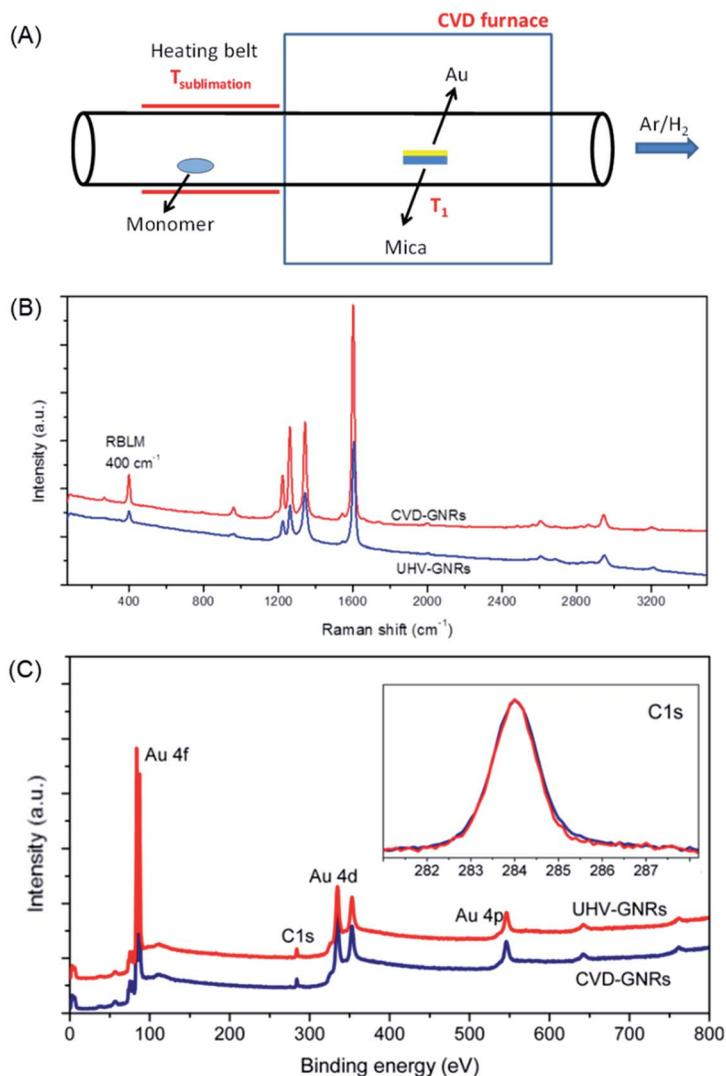 (A)
CVD furnace
Heating belt
Tsublimation
Au
Ar/H2
Monomer
T1
Mica
(B)
Intensity (a.u.)
RBLM
400 cm-1
CVD-GNRs
UHV-GNRs
400 800 1200 1600 2000 2400 2800 3200
Raman shift (cm-1)
(C)
Intensity (a.u.)
Au 4f
C1s
Au 4d
Au 4p
UHV-GNRs
CVD-GNRs
C1s
282 283 284 285 286 287
0 100 200 300 400 500 600 700 800
Binding energy (eV)